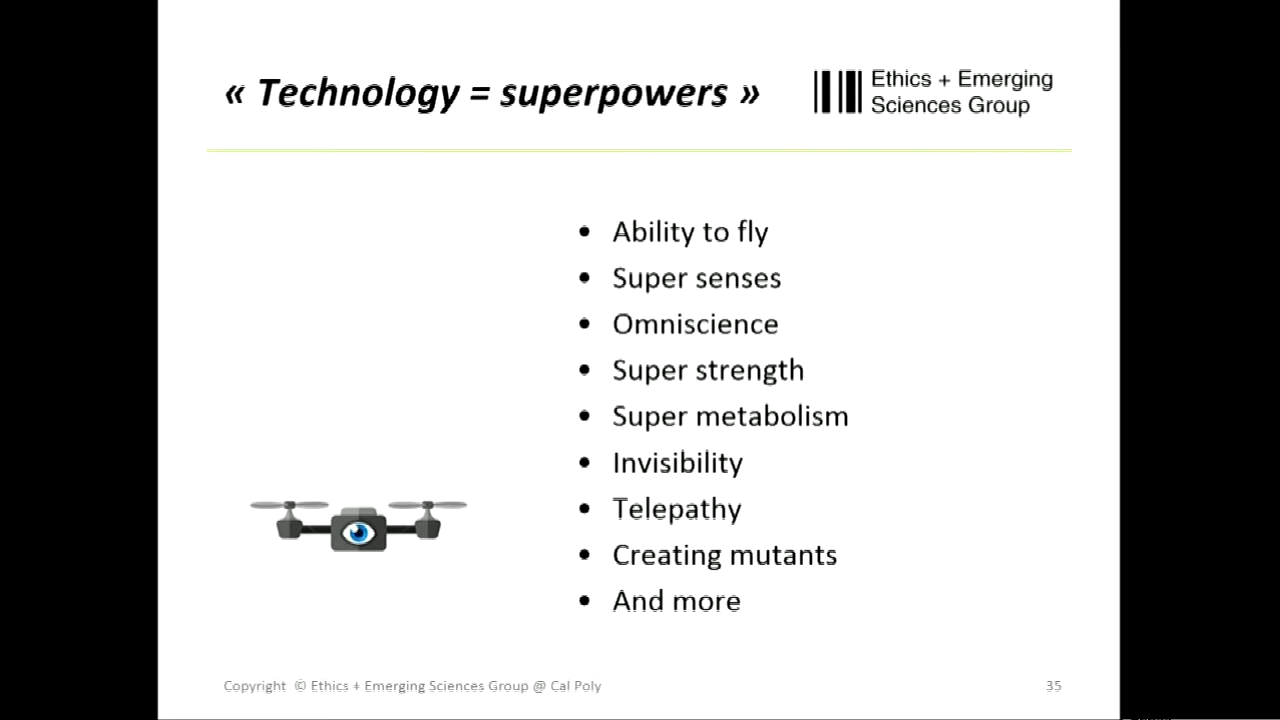 « Technology = superpowers »
Ethics + Emerging
Sciences Group
• Ability to fly
• Super senses
• Omniscience
• Super strength
• Super metabolism
• Invisibility
• Telepathy
• Creating mutants
• And more
Copyright © Ethics + Emerging Sciences Group @ Cal Poly
35